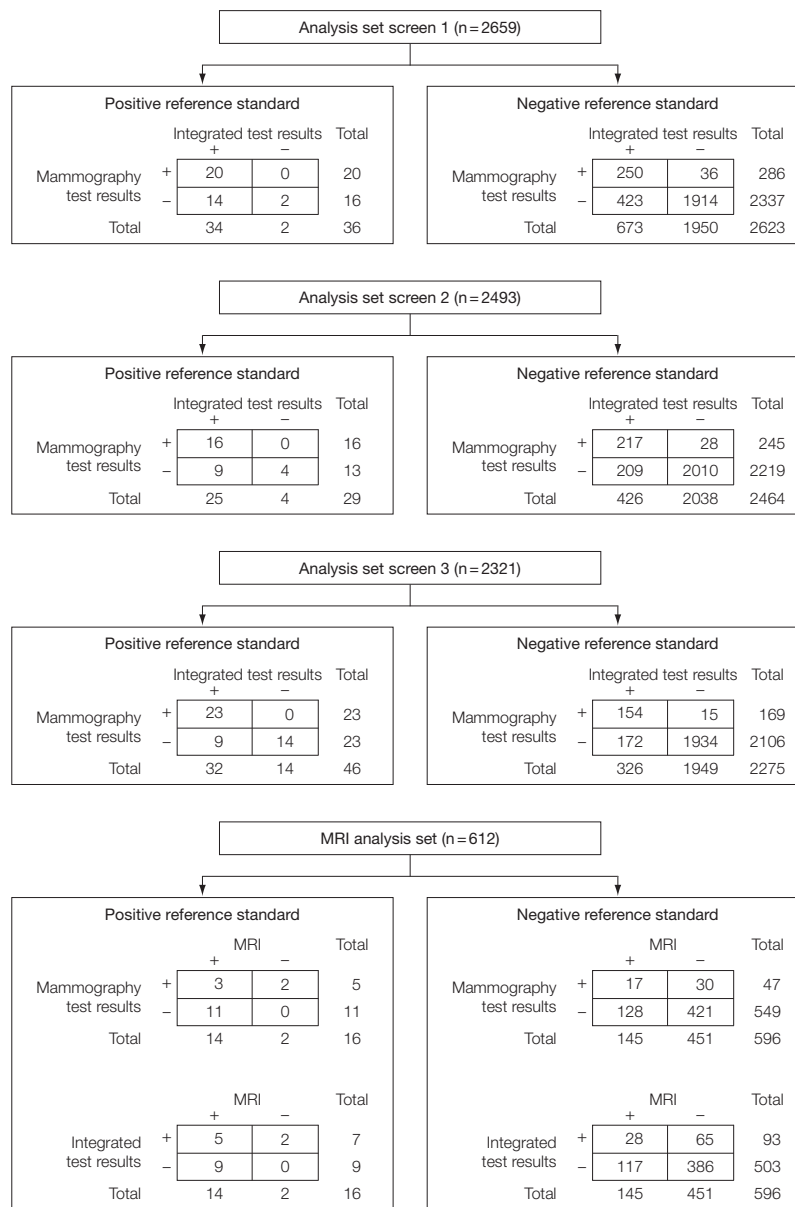 Analysis set screen 1 (n=2659)
Positive reference standard
Integrated test results Total
+ −
Mammography test results
+ 20 0 20
− 14 2 16
Total 34 2 36
Negative reference standard
Integrated test results Total
+ −
Mammography test results
+ 250 36 286
− 423 1914 2337
Total 673 1950 2623
Analysis set screen 2 (n=2493)
Positive reference standard
Integrated test results Total
+ −
Mammography test results
+ 16 0 16
− 9 4 13
Total 25 4 29
Negative reference standard
Integrated test results Total
+ −
Mammography test results
+ 217 28 245
− 209 2010 2219
Total 426 2038 2464
Analysis set screen 3 (n=2321)
Positive reference standard
Integrated test results Total
+ −
Mammography test results
+ 23 0 23
− 9 14 23
Total 32 14 46
Negative reference standard
Integrated test results Total
+ −
Mammography test results
+ 154 15 169
− 172 1934 2106
Total 326 1949 2275
MRI analysis set (n=612)
Positive reference standard
MRI Total
+ −
Mammography test results
+ 3 2 5
− 11 0 11
Total 14 2 16
MRI Total
+ −
Integrated test results
+ 5 2 7
− 9 0 9
Total 14 2 16
Negative reference standard
MRI Total
+ −
Mammography test results
+ 17 30 47
− 128 421 549
Total 145 451 596
MRI Total
+ −
Integrated test results
+ 28 65 93
− 117 386 503
Total 145 451 596